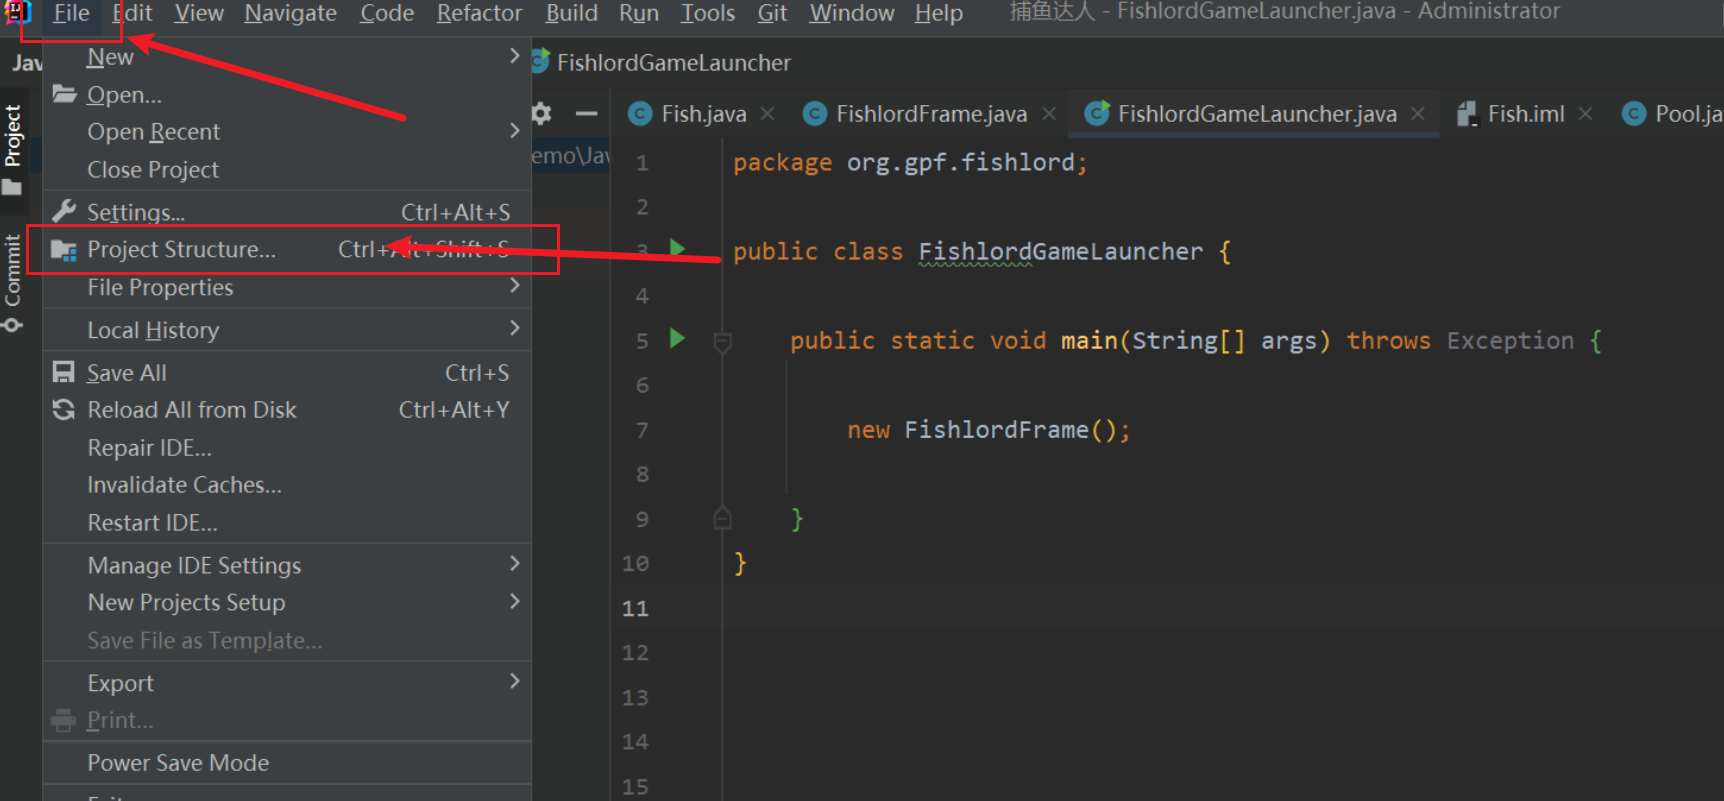 File Edit View Navigate Code Refactor Build Run Tools Git Window Help 捕鱼达人 - FishlordGameLauncher.java - Administrator
Jav
FishlordGameLauncher
Project
Commit
New
Open...
Open Recent
Close Project
Settings... Ctrl+Alt+S
Project Structure... Ctrl+Alt+Shift+S
File Properties
Local History
Save All Ctrl+S
Reload All from Disk Ctrl+Alt+Y
Repair IDE...
Invalidate Caches...
Restart IDE...
Manage IDE Settings
New Projects Setup
Save File as Template...
Export
Print...
Power Save Mode
emo\Jav
Fish.java FishlordFrame.java FishlordGameLauncher.java Fish.iml Pool.ja
1 package org.gpf.fishlord;
2
3 public class FishlordGameLauncher {
4
5 public static void main(String[] args) throws Exception {
6
7 new FishlordFrame();
8
9 }
10 }
11
12
13
14
15